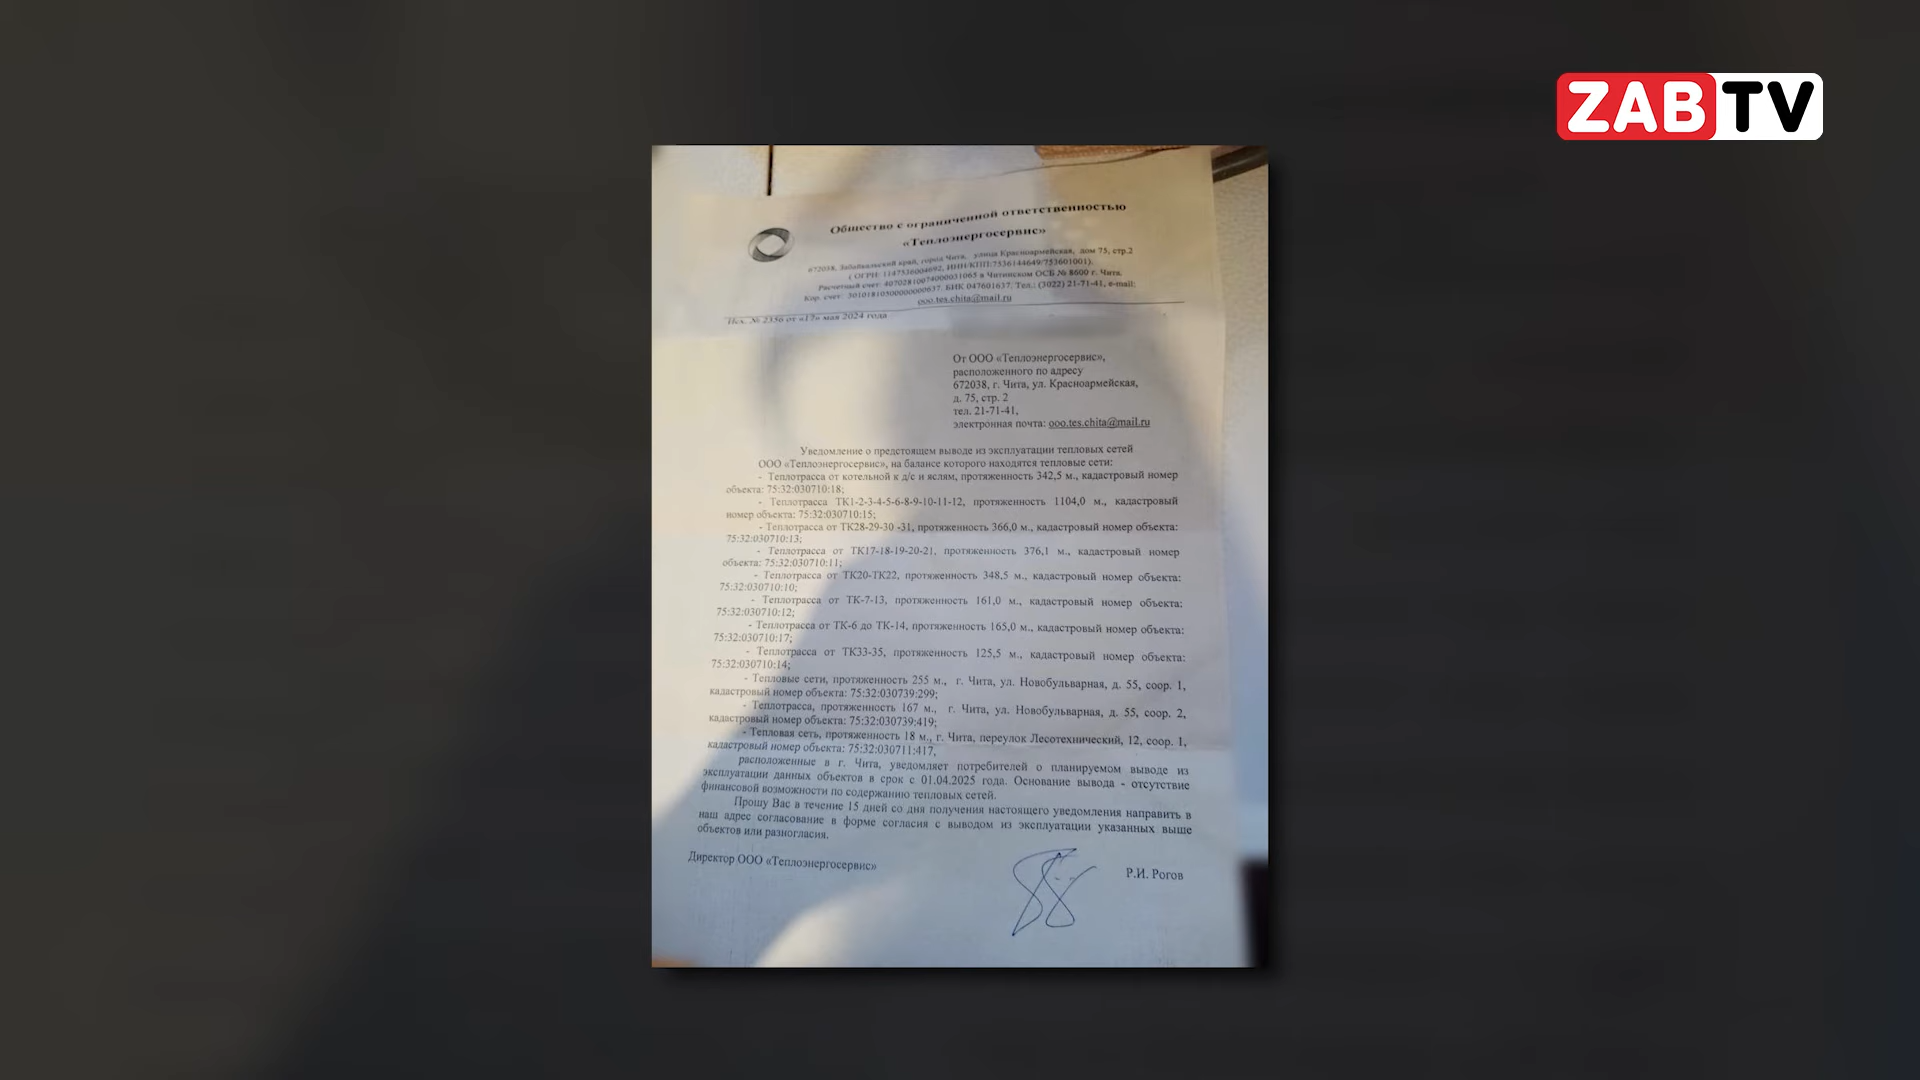 ZABTV
Общество с ограниченной ответственностью
«Теплоэнергосервис»
672038, Забайкальский край, город Чита, улица Красноармейская, дом 75, стр.2
( ОГРН: 1147536004692, ИНН/КПП:7536144649/753601001).
Расчетный счет: 40702810074000031065 в Читинском ОСБ № 8600 г. Чита,
Кор. счет: 30101810500000000637. БИК 047601637. Тел.: (3022) 21-71-41, e-mail:
ooo.tes.chita@mail.ru
Исх. № 2356 от «17» мая 2024 года
От ООО «Теплоэнергосервис»,
расположенного по адресу
672038, г. Чита, ул. Красноармейская,
д. 75, стр. 2
тел. 21-71-41,
электронная почта: ooo.tes.chita@mail.ru
Уведомление о предстоящем выводе из эксплуатации тепловых сетей
ООО «Теплоэнергосервис», на балансе которого находятся тепловые сети:
- Теплотрасса от котельной к д/с и яслям, протяженность 342,5 м., кадастровый номер
объекта: 75:32:030710:18;
- Теплотрасса ТК1-2-3-4-5-6-8-9-10-11-12, протяженность 1104,0 м., кадастровый
номер объекта: 75:32:030710:15;
- Теплотрасса от ТК28-29-30 -31, протяженность 366,0 м., кадастровый номер объекта:
75:32:030710:13;
- Теплотрасса от ТК17-18-19-20-21, протяженность 376,1 м., кадастровый номер
объекта: 75:32:030710:11;
- Теплотрасса от ТК20-ТК22, протяженность 348,5 м., кадастровый номер объекта:
75:32:030710:10;
- Теплотрасса от ТК-7-13, протяженность 161,0 м., кадастровый номер объекта:
75:32:030710:12;
- Теплотрасса от ТК-6 до ТК-14, протяженность 165,0 м., кадастровый номер объекта:
75:32:030710:17;
- Теплотрасса от ТК33-35, протяженность 125,5 м., кадастровый номер объекта:
75:32:030710:14;
- Тепловые сети, протяженность 255 м., г. Чита, ул. Новобульварная, д. 55, соор. 1,
кадастровый номер объекта: 75:32:030739:299;
- Теплотрасса, протяженность 167 м., г. Чита, ул. Новобульварная, д. 55, соор. 2,
кадастровый номер объекта: 75:32:030739:419;
- Тепловая сеть, протяженность 18 м., г. Чита, переулок Лесотехнический, 12, соор. 1,
кадастровый номер объекта: 75:32:030711:417,
расположенные в г. Чита, уведомляет потребителей о планируемом выводе из
эксплуатации данных объектов в срок с 01.04.2025 года. Основание вывода - отсутствие
финансовой возможности по содержанию тепловых сетей.
Прошу Вас в течение 15 дней со дня получения настоящего уведомления направить в
наш адрес согласование в форме согласия с выводом из эксплуатации указанных выше
объектов или разногласия.
Директор ООО «Теплоэнергосервис»
Р.И. Рогов